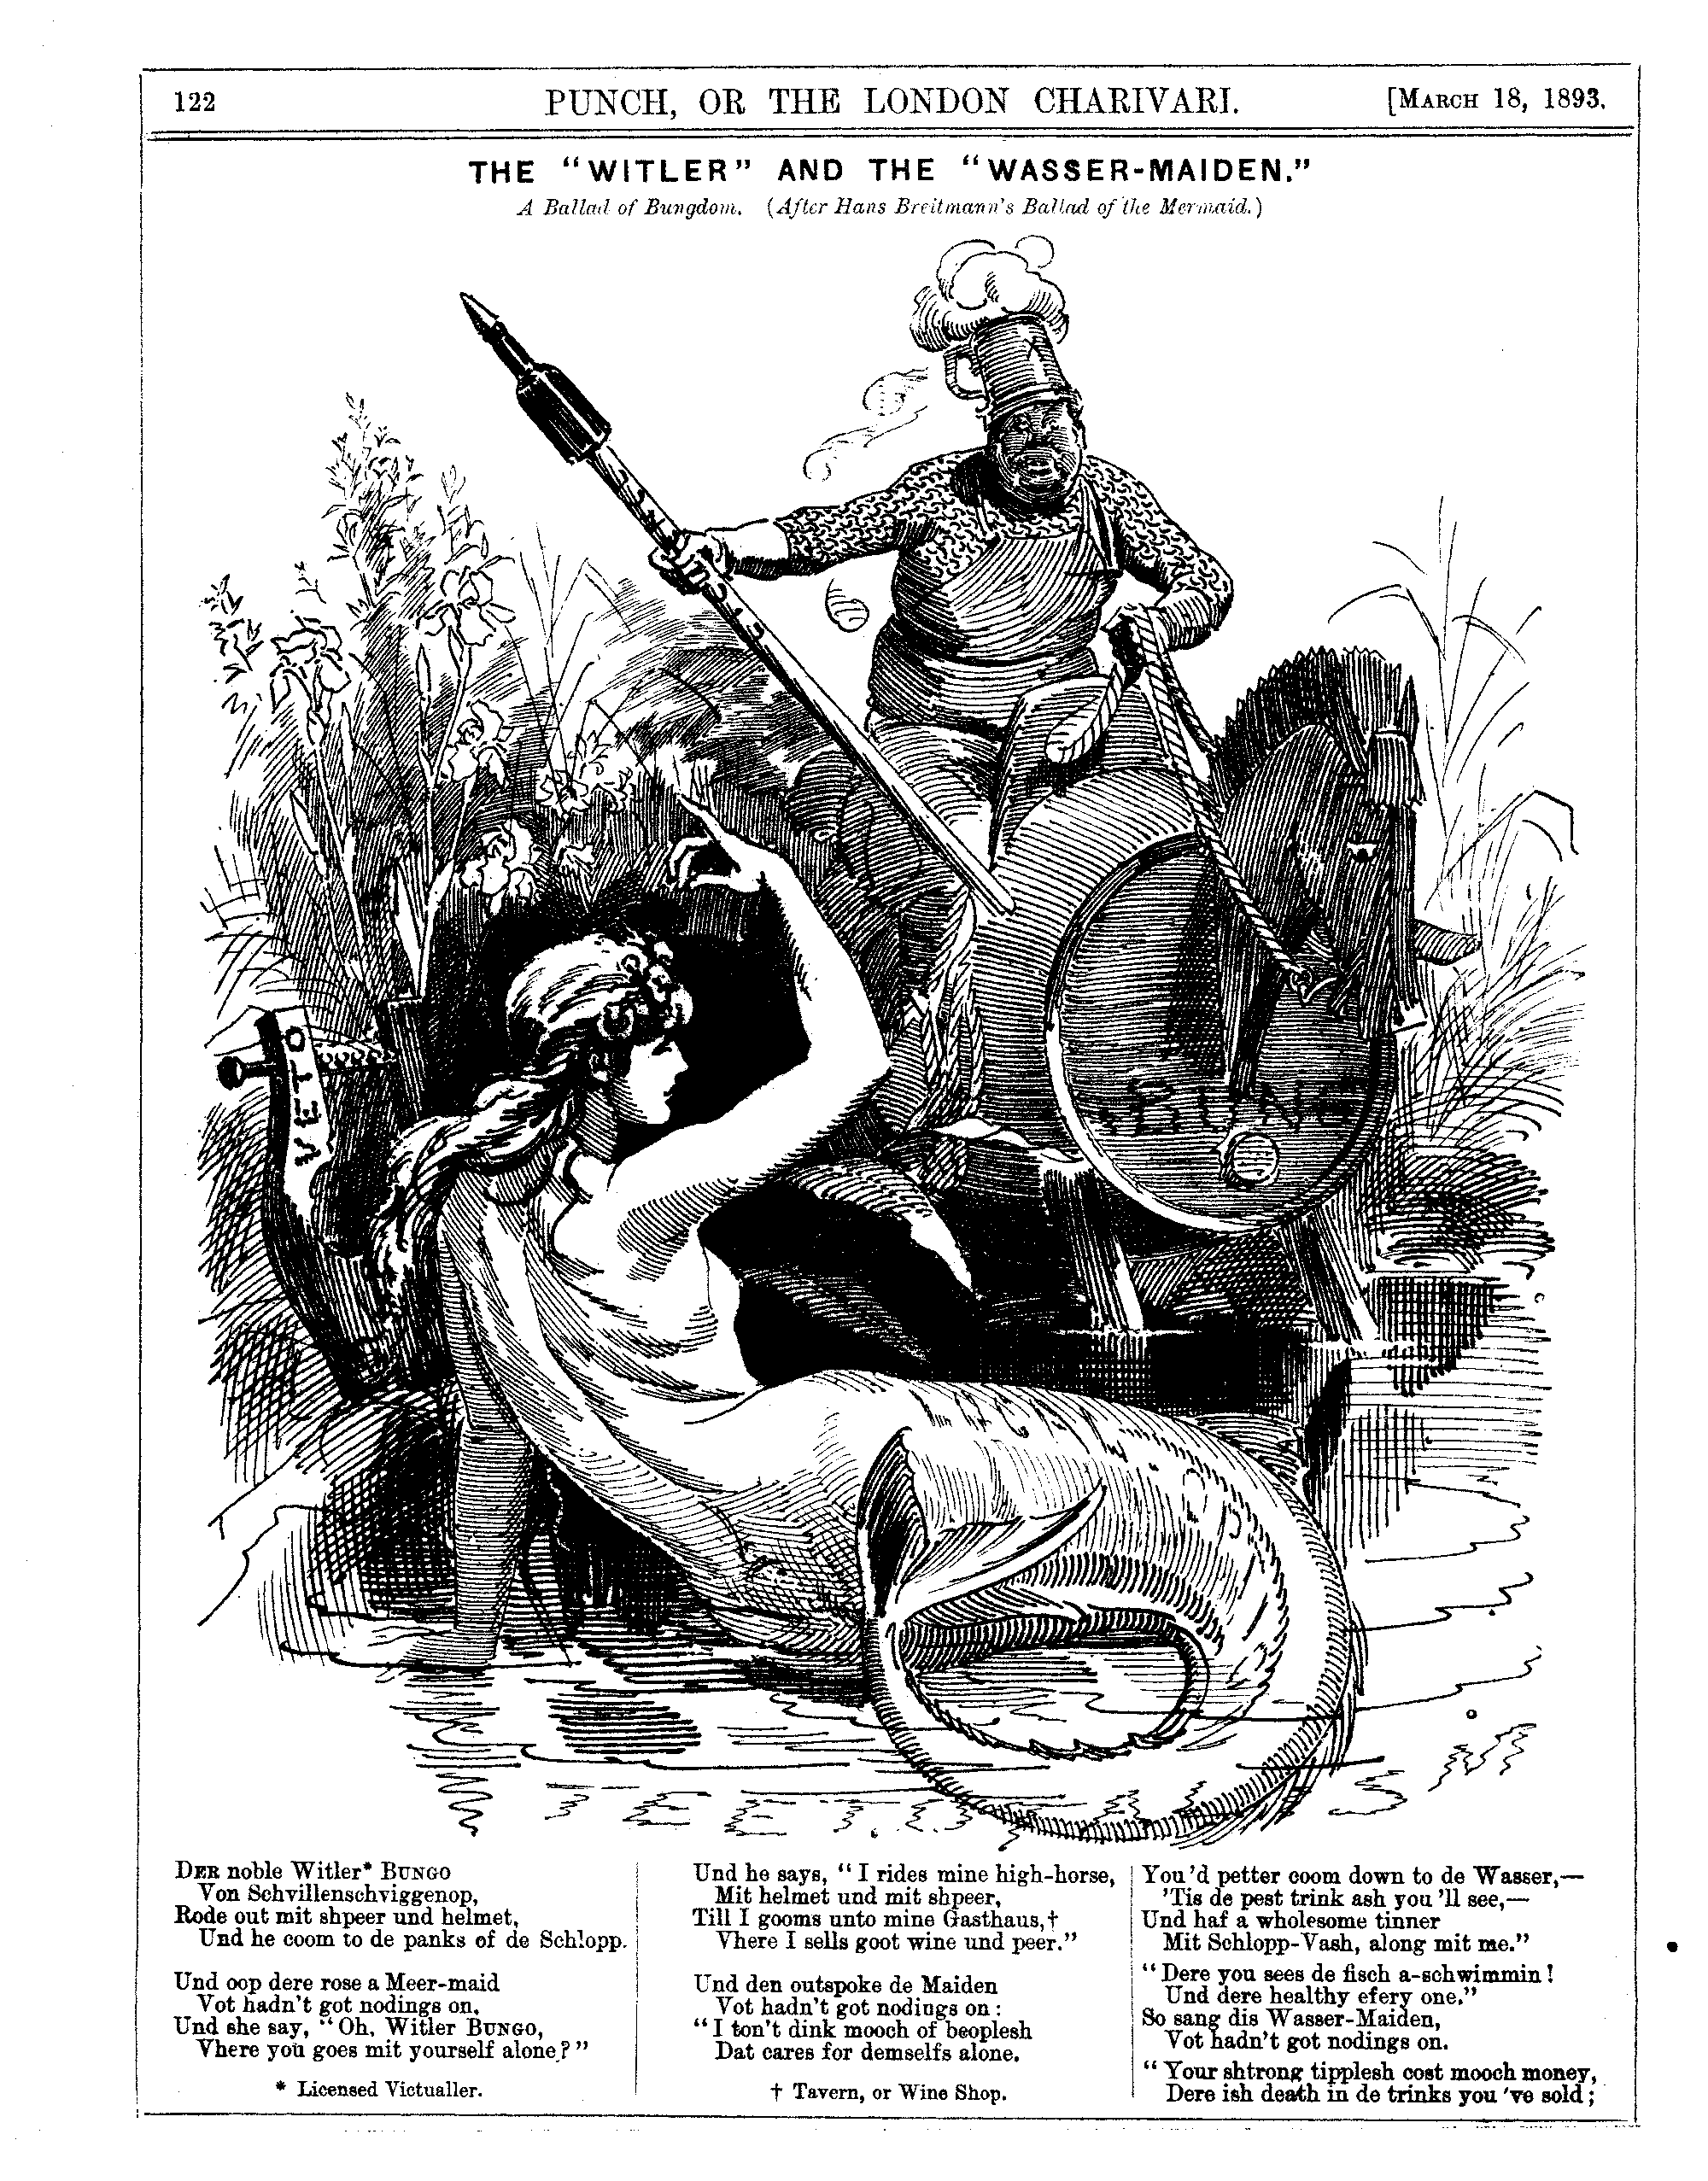 122
PUNCH, OR THE LONDON CHARIVARI.
[MARCH 18, 1893.
THE "WITLER" AND THE "WASSER-MAIDEN."
A Ballad of Bungdom. (After Hans Breitmann's Ballad of the Mermaid.)
VETO
BUNG
TEETOTALISM
DER noble Witler* BUNGO
Von Schvillenschviggenop,
Rode out mit shpeer und helmet,
Und he coom to de panks of de Schlopp.
Und oop dere rose a Meer-maid
Vot hadn't got nodings on,
Und she say, "Oh, Witler BUNGO,
Vhere you goes mit yourself alone?"
* Licensed Victualler.
Und he says, "I rides mine high-horse,
Mit helmet und mit shpeer,
Till I gooms unto mine Gasthaus,†
Vhere I sells goot wine und peer."
Und den outspoke de Maiden
Vot hadn't got nodings on:
"I ton't dink mooch of beoplesh
Dat cares for demselfs alone.
† Tavern, or Wine Shop.
You'd petter coom down to de Wasser,—
'Tis de pest trink ash you'll see,—
Und haf a wholesome tinner
Mit Schlopp-Vash, along mit me."
"Dere you sees de fisch a-schwimmin!
Und dere healthy efery one."
So sang dis Wasser-Maiden,
Vot hadn't got nodings on.
"Your shtrong tipplesh cost mooch money,
Dere ish death in de trinks you 've sold;